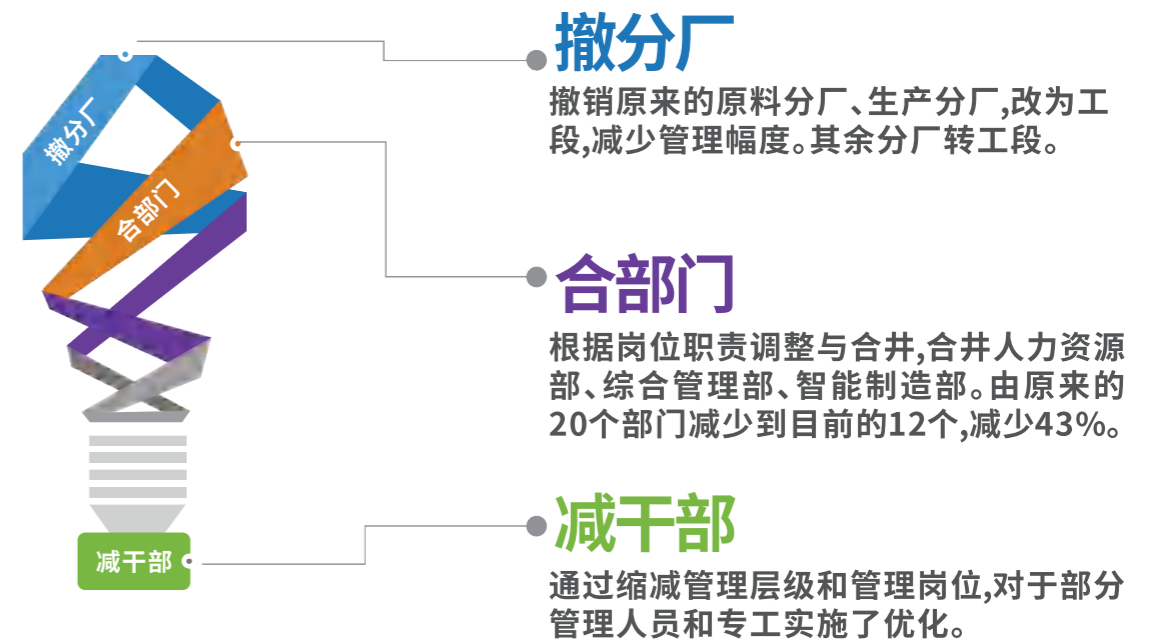 撤分厂
撤销原来的原料分厂、生产分厂,改为工
段,减少管理幅度。其余分厂转工段。
撤分厂
合部门
合部门
根据岗位职责调整与合井,合井人力资源
部、综合管理部、智能制造部。由原来的
20个部门减少到目前的12个,减少43%。
减干部
减干部
通过缩减管理层级和管理岗位,对于部分
管理人员和专工实施了优化。